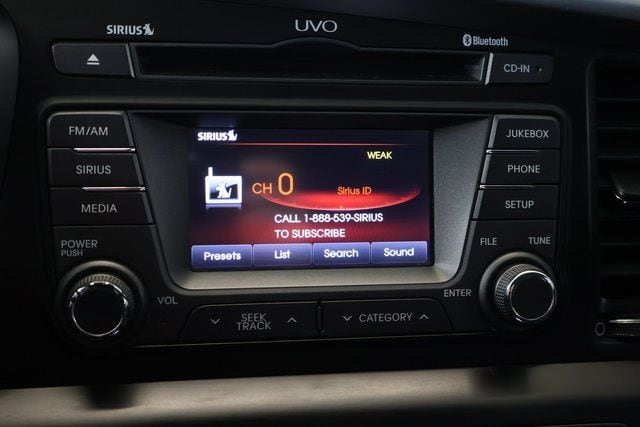 SIRIUS
UVO
Bluetooth
CD-IN
FM/AM
SIRIUS
MEDIA
POWER
PUSH
VOL
SIRIUS
WEAK
CH 0
Sirius ID
CALL 1-888-539-SIRIUS
TO SUBSCRIBE
Presets
List
Search
Sound
JUKEBOX
PHONE
SETUP
FILE
TUNE
ENTER
SEEK
TRACK
CATEGORY